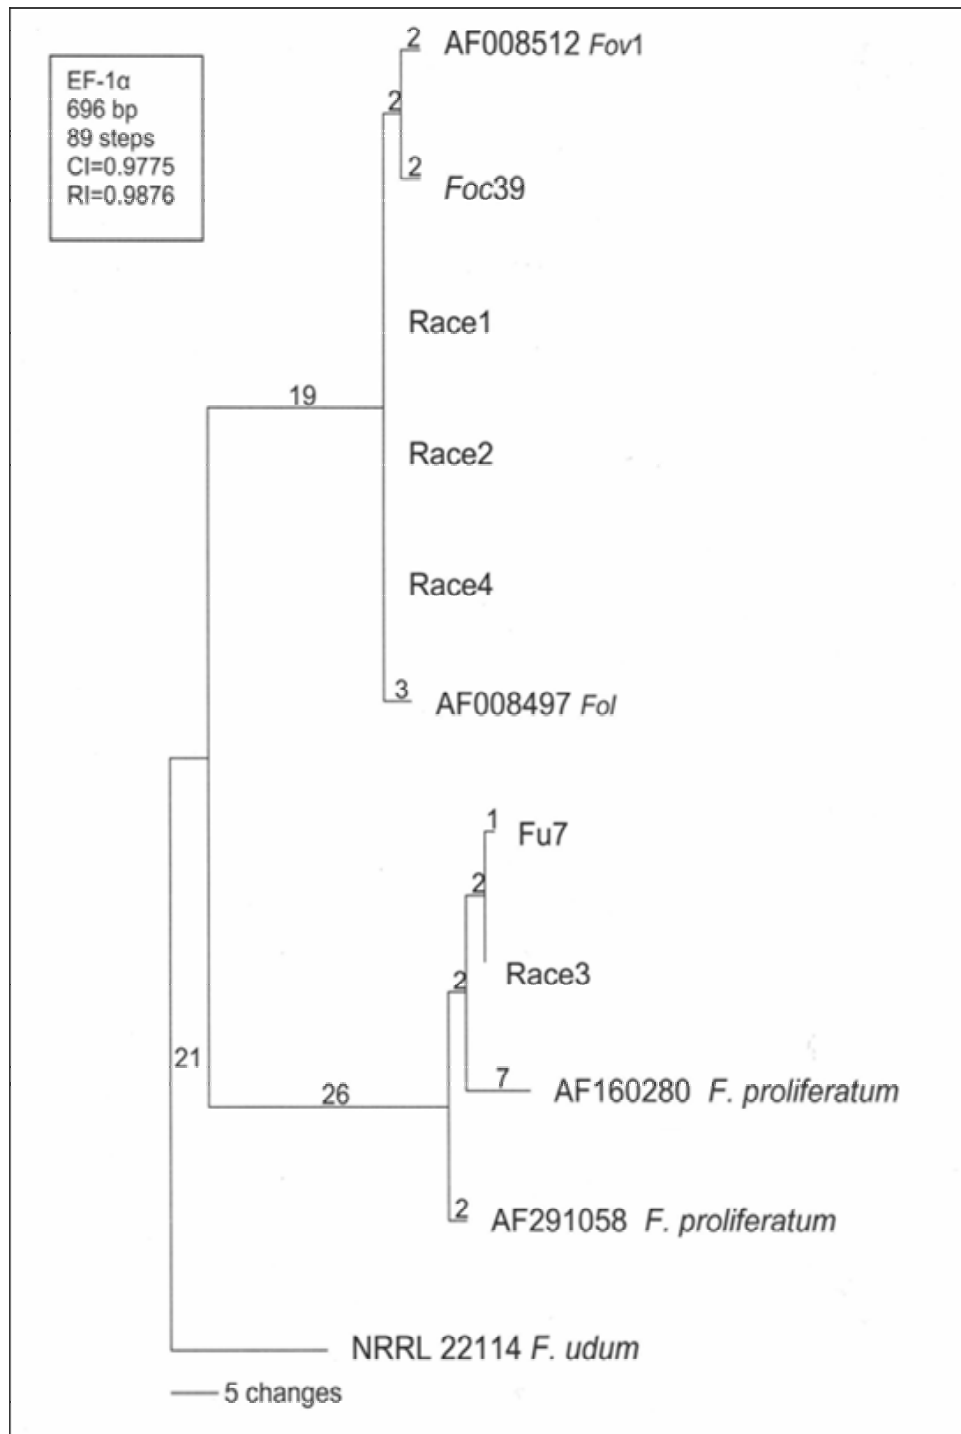 EF-1α
696 bp
89 steps
CI=0.9775
RI=0.9876
2
AF008512 Fov1
2
2
Foc39
Race1
19
Race2
Race4
3
AF008497 Fol
1
Fu7
2
Race3
2
21
7
AF160280 F. proliferatum
26
2
AF291058 F. proliferatum
NRRL 22114 F. udum
5 changes